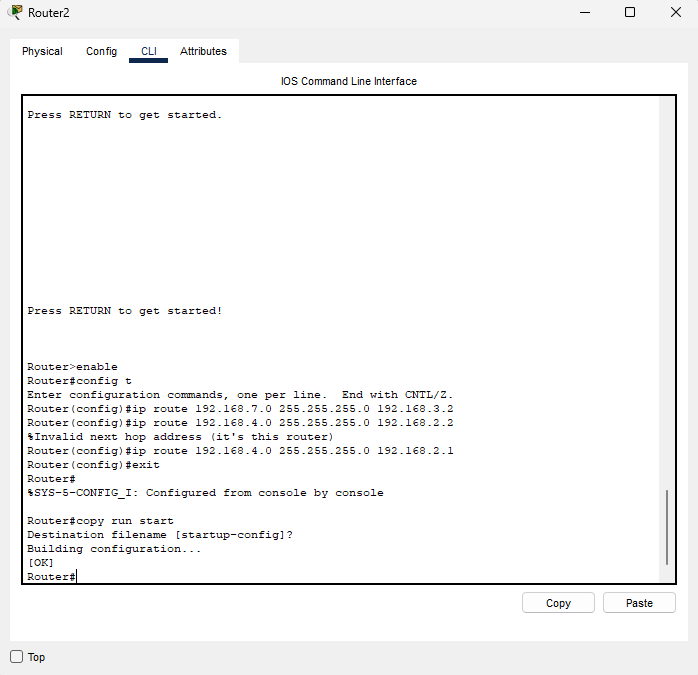 Router2
Physical Config CLI Attributes
IOS Command Line Interface
Press RETURN to get started.
Press RETURN to get started!
Router>enable
Router#config t
Enter configuration commands, one per line.  End with CNTL/Z.
Router(config)#ip route 192.168.7.0 255.255.255.0 192.168.3.2
Router(config)#ip route 192.168.4.0 255.255.255.0 192.168.2.2
%Invalid next hop address (it's this router)
Router(config)#ip route 192.168.4.0 255.255.255.0 192.168.2.1
Router(config)#exit
Router#
%SYS-5-CONFIG_I: Configured from console by console
Router#copy run start
Destination filename [startup-config]?
Building configuration...
[OK]
Router#
Copy Paste
Top